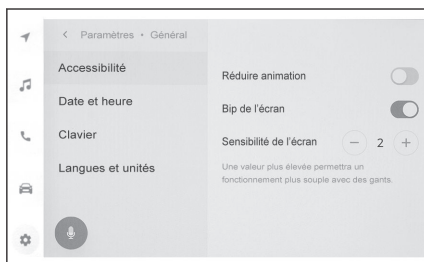 < Paramètres • Général
Accessibilité
Date et heure
Clavier
Langues et unités
Réduire animation
Bip de l'écran
Sensibilité de l'écran
− 2 +
Une valeur plus élevée permettra un
fonctionnement plus souple avec des gants.